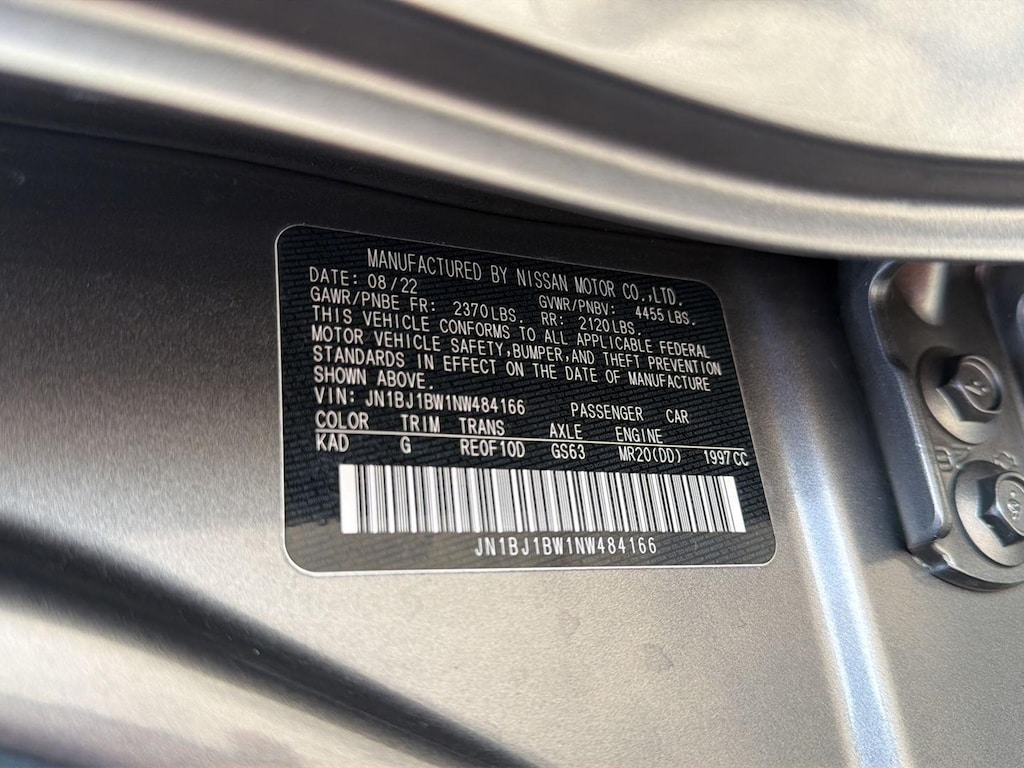 MANUFACTURED BY NISSAN MOTOR CO.,LTD.
DATE: 08/22 GVWR/PNBV: 4455 LBS.
GAWR/PNBE FR: 2370 LBS. RR: 2120 LBS.
THIS VEHICLE CONFORMS TO ALL APPLICABLE FEDERAL
MOTOR VEHICLE SAFETY,BUMPER,AND THEFT PREVENTION
STANDARDS IN EFFECT ON THE DATE OF MANUFACTURE
SHOWN ABOVE.
VIN: JN1BJ1BW1NW484166 PASSENGER CAR
COLOR TRIM TRANS AXLE ENGINE
KAD G RE0F10D GS63 MR20(DD) 1997CC
JN1BJ1BW1NW484166